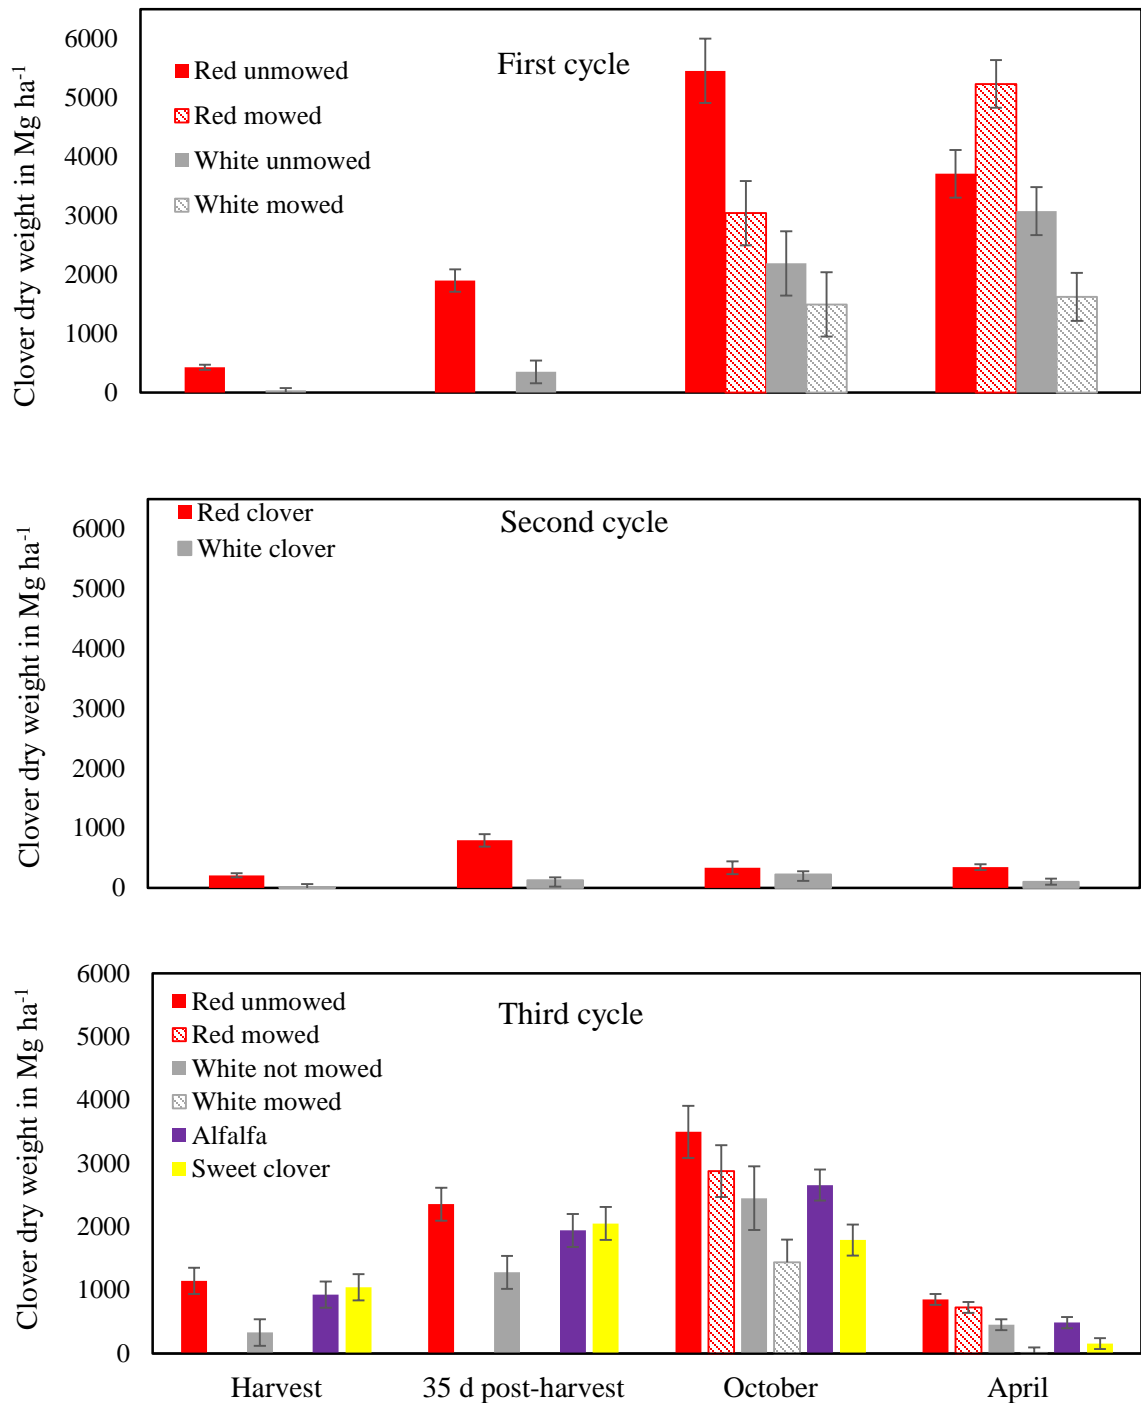 Clover dry weight in Mg ha⁻¹
6000
5000
4000
3000
2000
1000
0
First cycle
Red unmowed
Red mowed
White unmowed
White mowed
Clover dry weight in Mg ha⁻¹
6000
5000
4000
3000
2000
1000
0
Second cycle
Red clover
White clover
Clover dry weight in Mg ha⁻¹
6000
5000
4000
3000
2000
1000
0
Third cycle
Red unmowed
Red mowed
White not mowed
White mowed
Alfalfa
Sweet clover
Harvest
35 d post-harvest
October
April